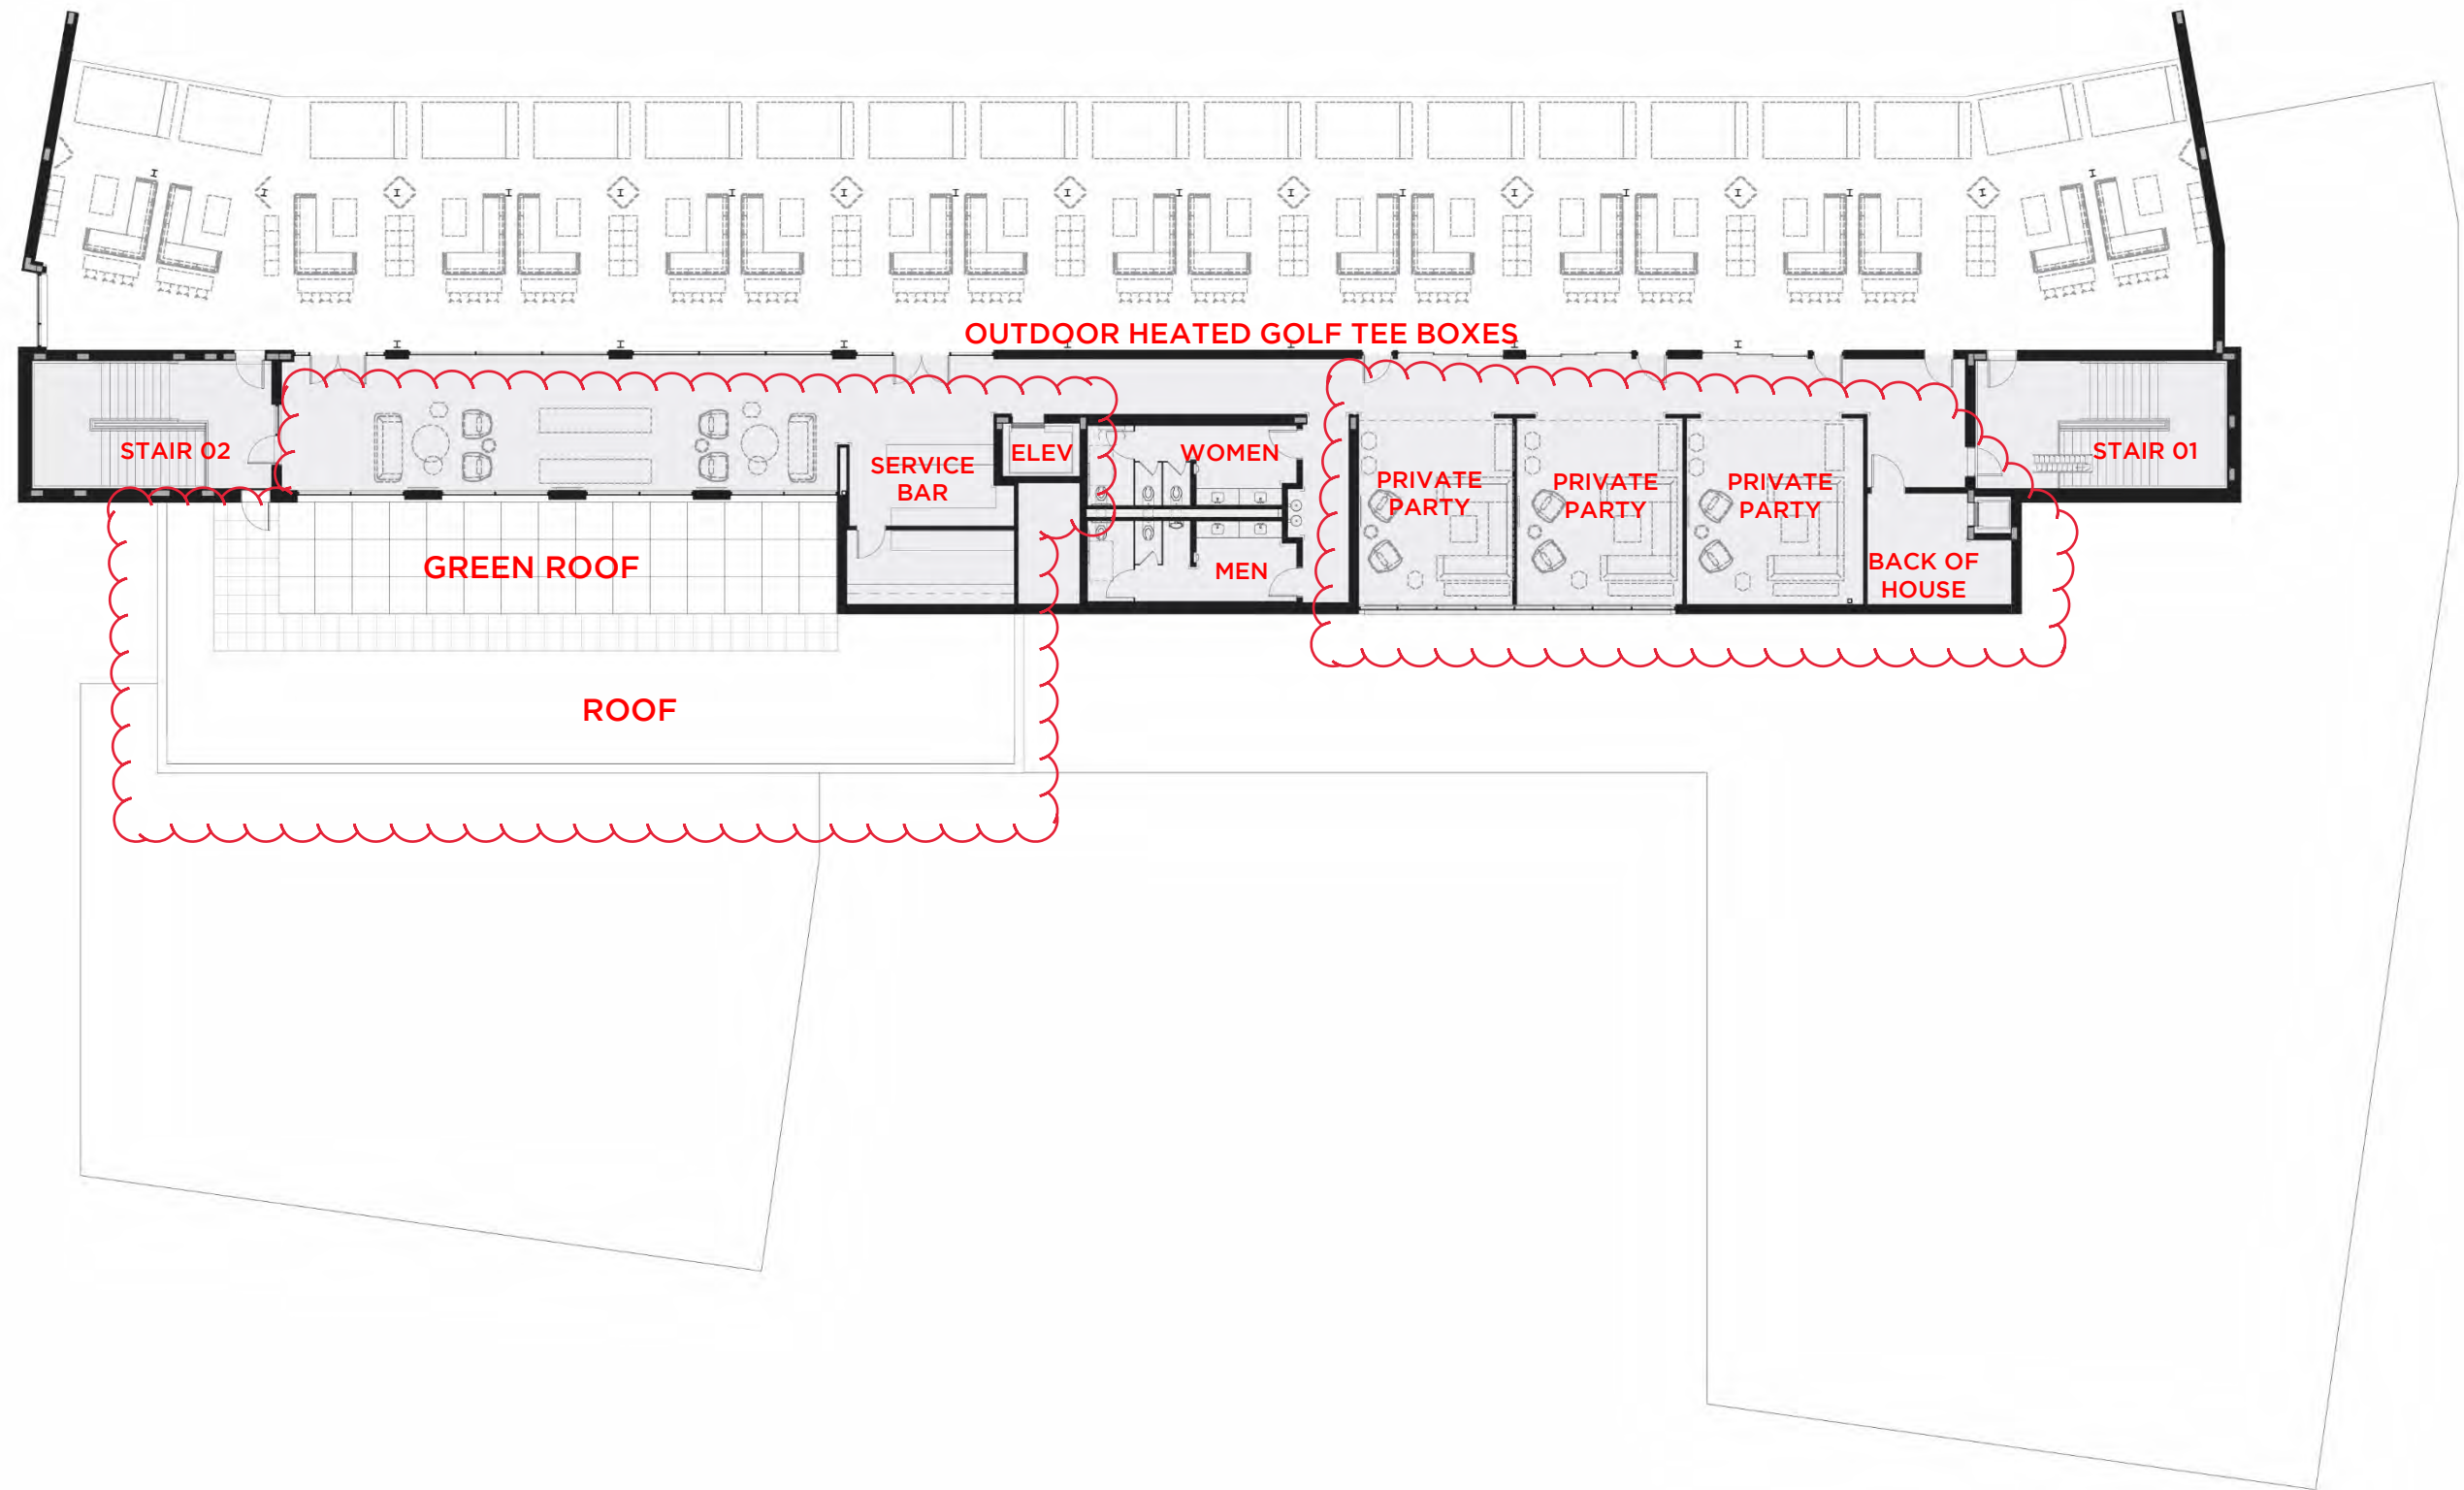 OUTDOOR HEATED GOLF TEE BOXES
STAIR 02
SERVICE
BAR
ELEV
WOMEN
MEN
PRIVATE
PARTY
PRIVATE
PARTY
PRIVATE
PARTY
STAIR 01
BACK OF
HOUSE
GREEN ROOF
ROOF